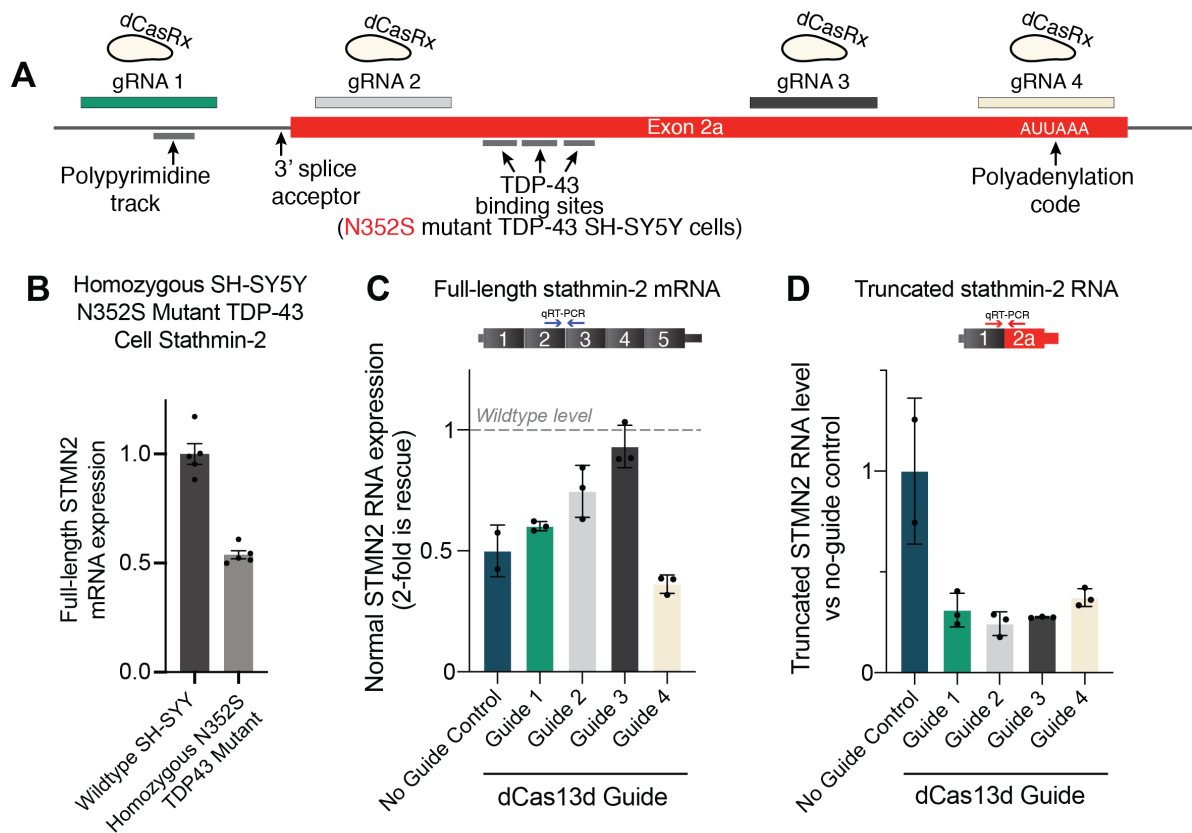 A
dCasRx
dCasRx
dCasRx
dCasRx
gRNA 1
gRNA 2
gRNA 3
gRNA 4
Exon 2a
AUUAAA
Polypyrimidine
track
3' splice
acceptor
TDP-43
binding sites
(N352S mutant TDP-43 SH-SY5Y cells)
Polyadenylation
code
B
Homozygous SH-SY5Y
N352S Mutant TDP-43
Cell Stathmin-2
Full-length STMN2
mRNA expression
1.0
0.5
0.0
Wildtype SH-SYY
Homozygous N352S
TDP43 Mutant
C
Full-length stathmin-2 mRNA
qRT-PCR
1 2 3 4 5
Normal STMN2 RNA expression
(2-fold is rescue)
Wildtype level
1
0.5
0
No Guide Control
Guide 1
Guide 2
Guide 3
Guide 4
dCas13d Guide
D
Truncated stathmin-2 RNA
qRT-PCR
1 2a
Truncated STMN2 RNA level
vs no-guide control
1
0
No Guide Control
Guide 1
Guide 2
Guide 3
Guide 4
dCas13d Guide